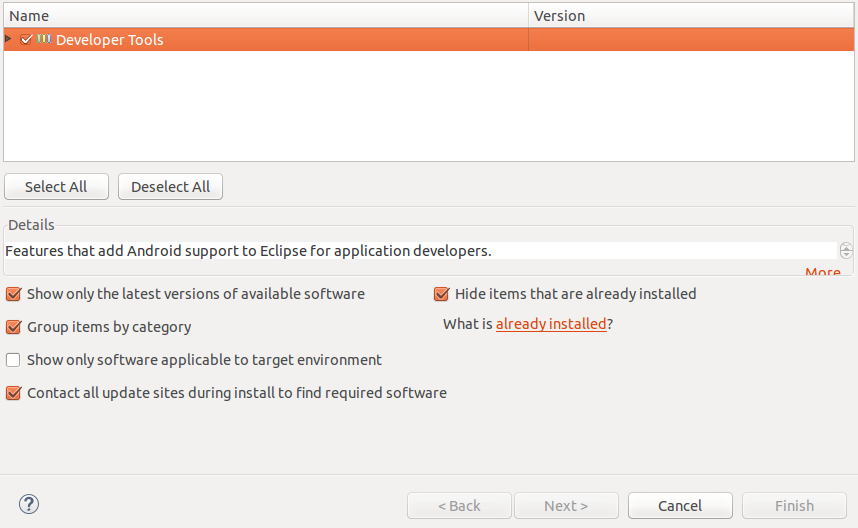 Name Version
Developer Tools
Select All Deselect All
Details
Features that add Android support to Eclipse for application developers.
More
Show only the latest versions of available software Hide items that are already installed
Group items by category What is already installed?
Show only software applicable to target environment
Contact all update sites during install to find required software
? < Back Next > Cancel Finish